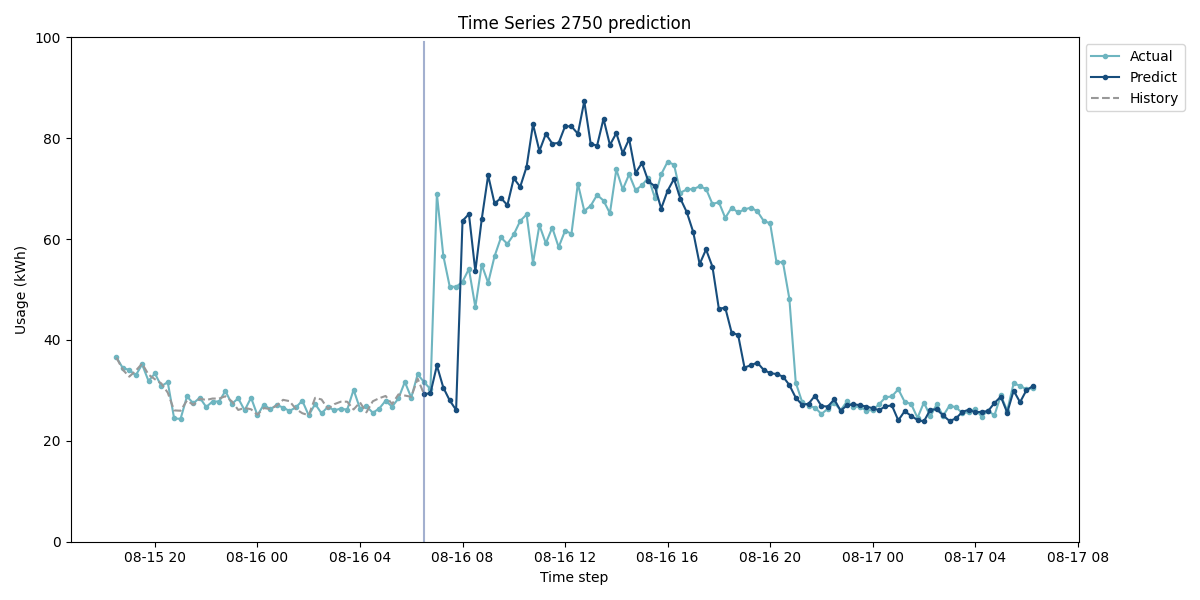 Time Series 2750 prediction
100
80
60
40
20
0
Usage (kWh)
08-15 20
08-16 00
08-16 04
08-16 08
08-16 12
08-16 16
08-16 20
08-17 00
08-17 04
08-17 08
Time step
Actual
Predict
History